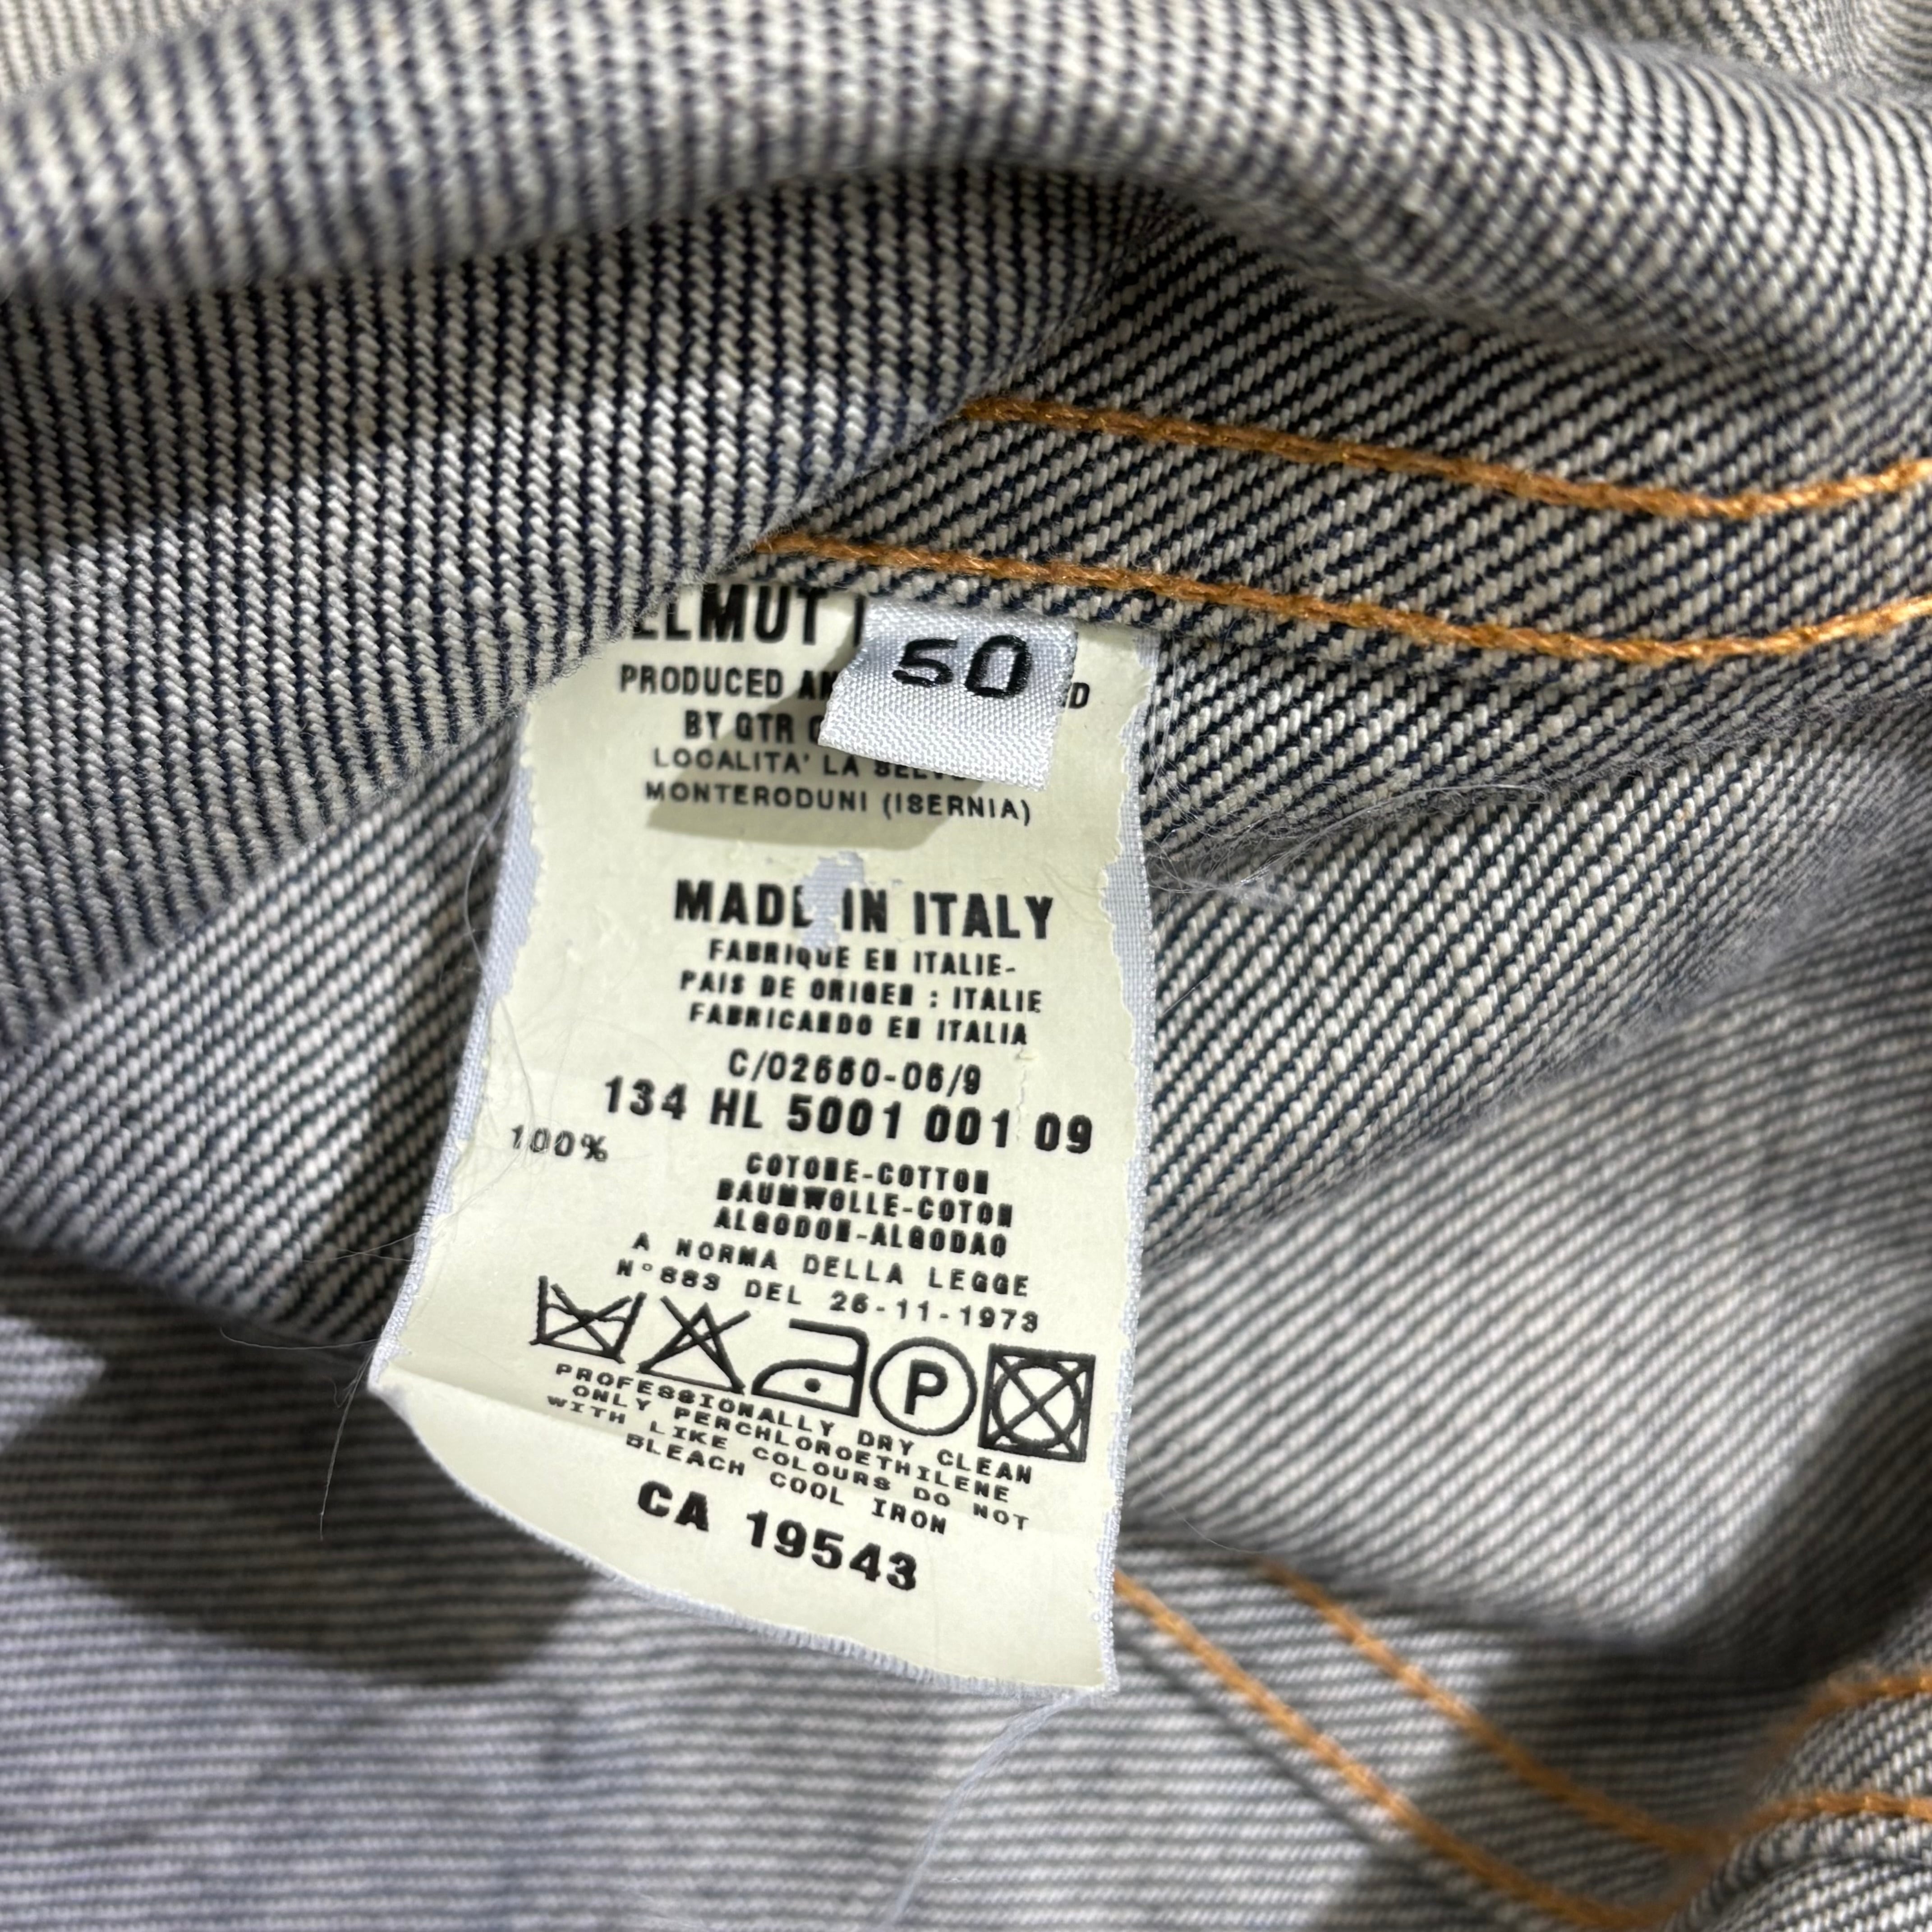 50
PRODUCED
BY GTR
LOCALITA' LA
MONTERODUNI (ISERNIA)
MADE IN ITALY
FABRIQUE EN ITALIE-
PAIS DE ORIGEN : ITALIE
FABRICANDO EN ITALIA
C/02660-06/9
134 HL 5001 001 09
100%
COTONE-COTTON
BAUMWOLLE-COTON
ALGODON-ALGODAO
A NORMA DELLA LEGGE
N°883 DEL 26-11-1973
P
PROFESSIONALLY DRY CLEAN
ONLY PERCHLOROETHILENE
WITH LIKE COLOURS DO NOT
BLEACH COOL IRON
CA 19543